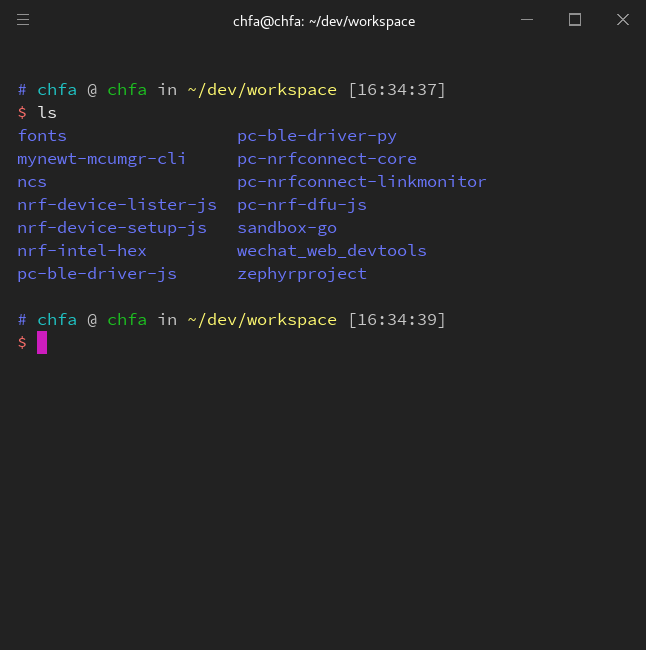 chfa@chfa: ~/dev/workspace
# chfa @ chfa in ~/dev/workspace [16:34:37]
$ ls
fonts                 pc-ble-driver-py
mynewt-mcumgr-cli     pc-nrfconnect-core
ncs                   pc-nrfconnect-linkmonitor
nrf-device-lister-js  pc-nrf-dfu-js
nrf-device-setup-js   sandbox-go
nrf-intel-hex         wechat_web_devtools
pc-ble-driver-js      zephyrproject
# chfa @ chfa in ~/dev/workspace [16:34:39]
$